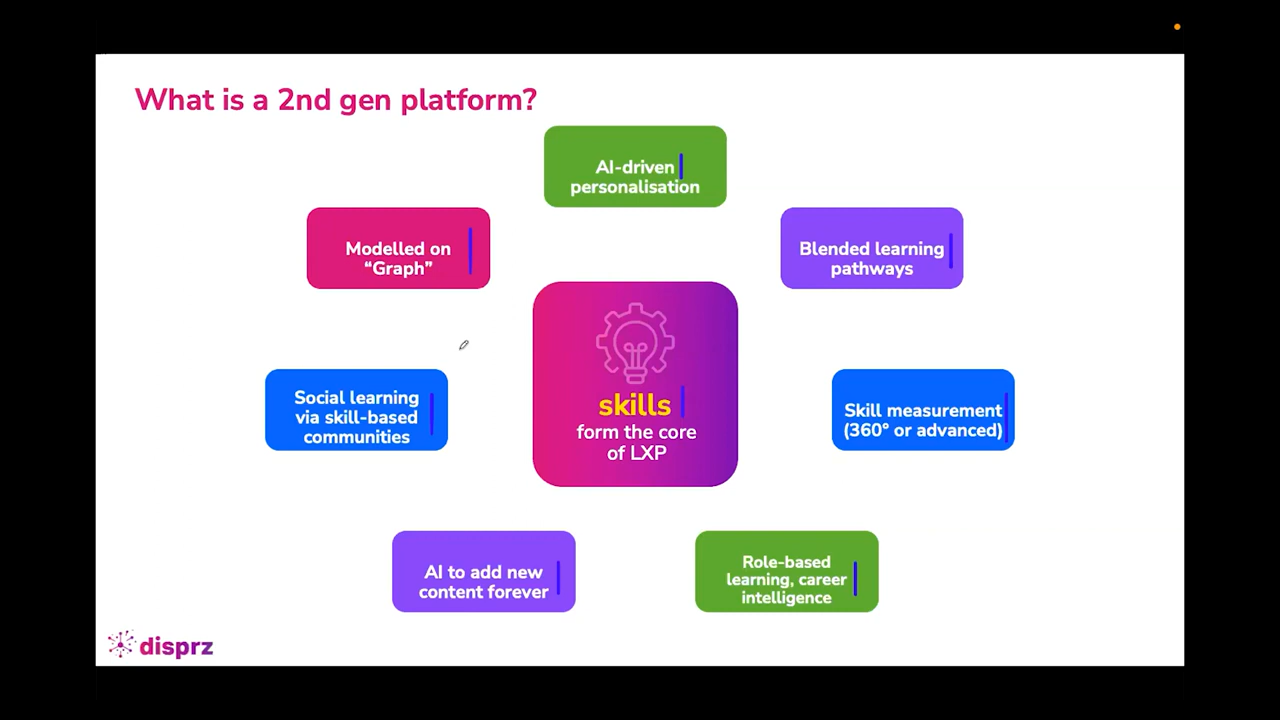 What is a 2nd gen platform?
AI-driven
personalisation
Modelled on
“Graph”
Blended learning
pathways
skills
form the core
of LXP
Social learning
via skill-based
communities
Skill measurement
(360° or advanced)
AI to add new
content forever
Role-based
learning, career
intelligence
disprz